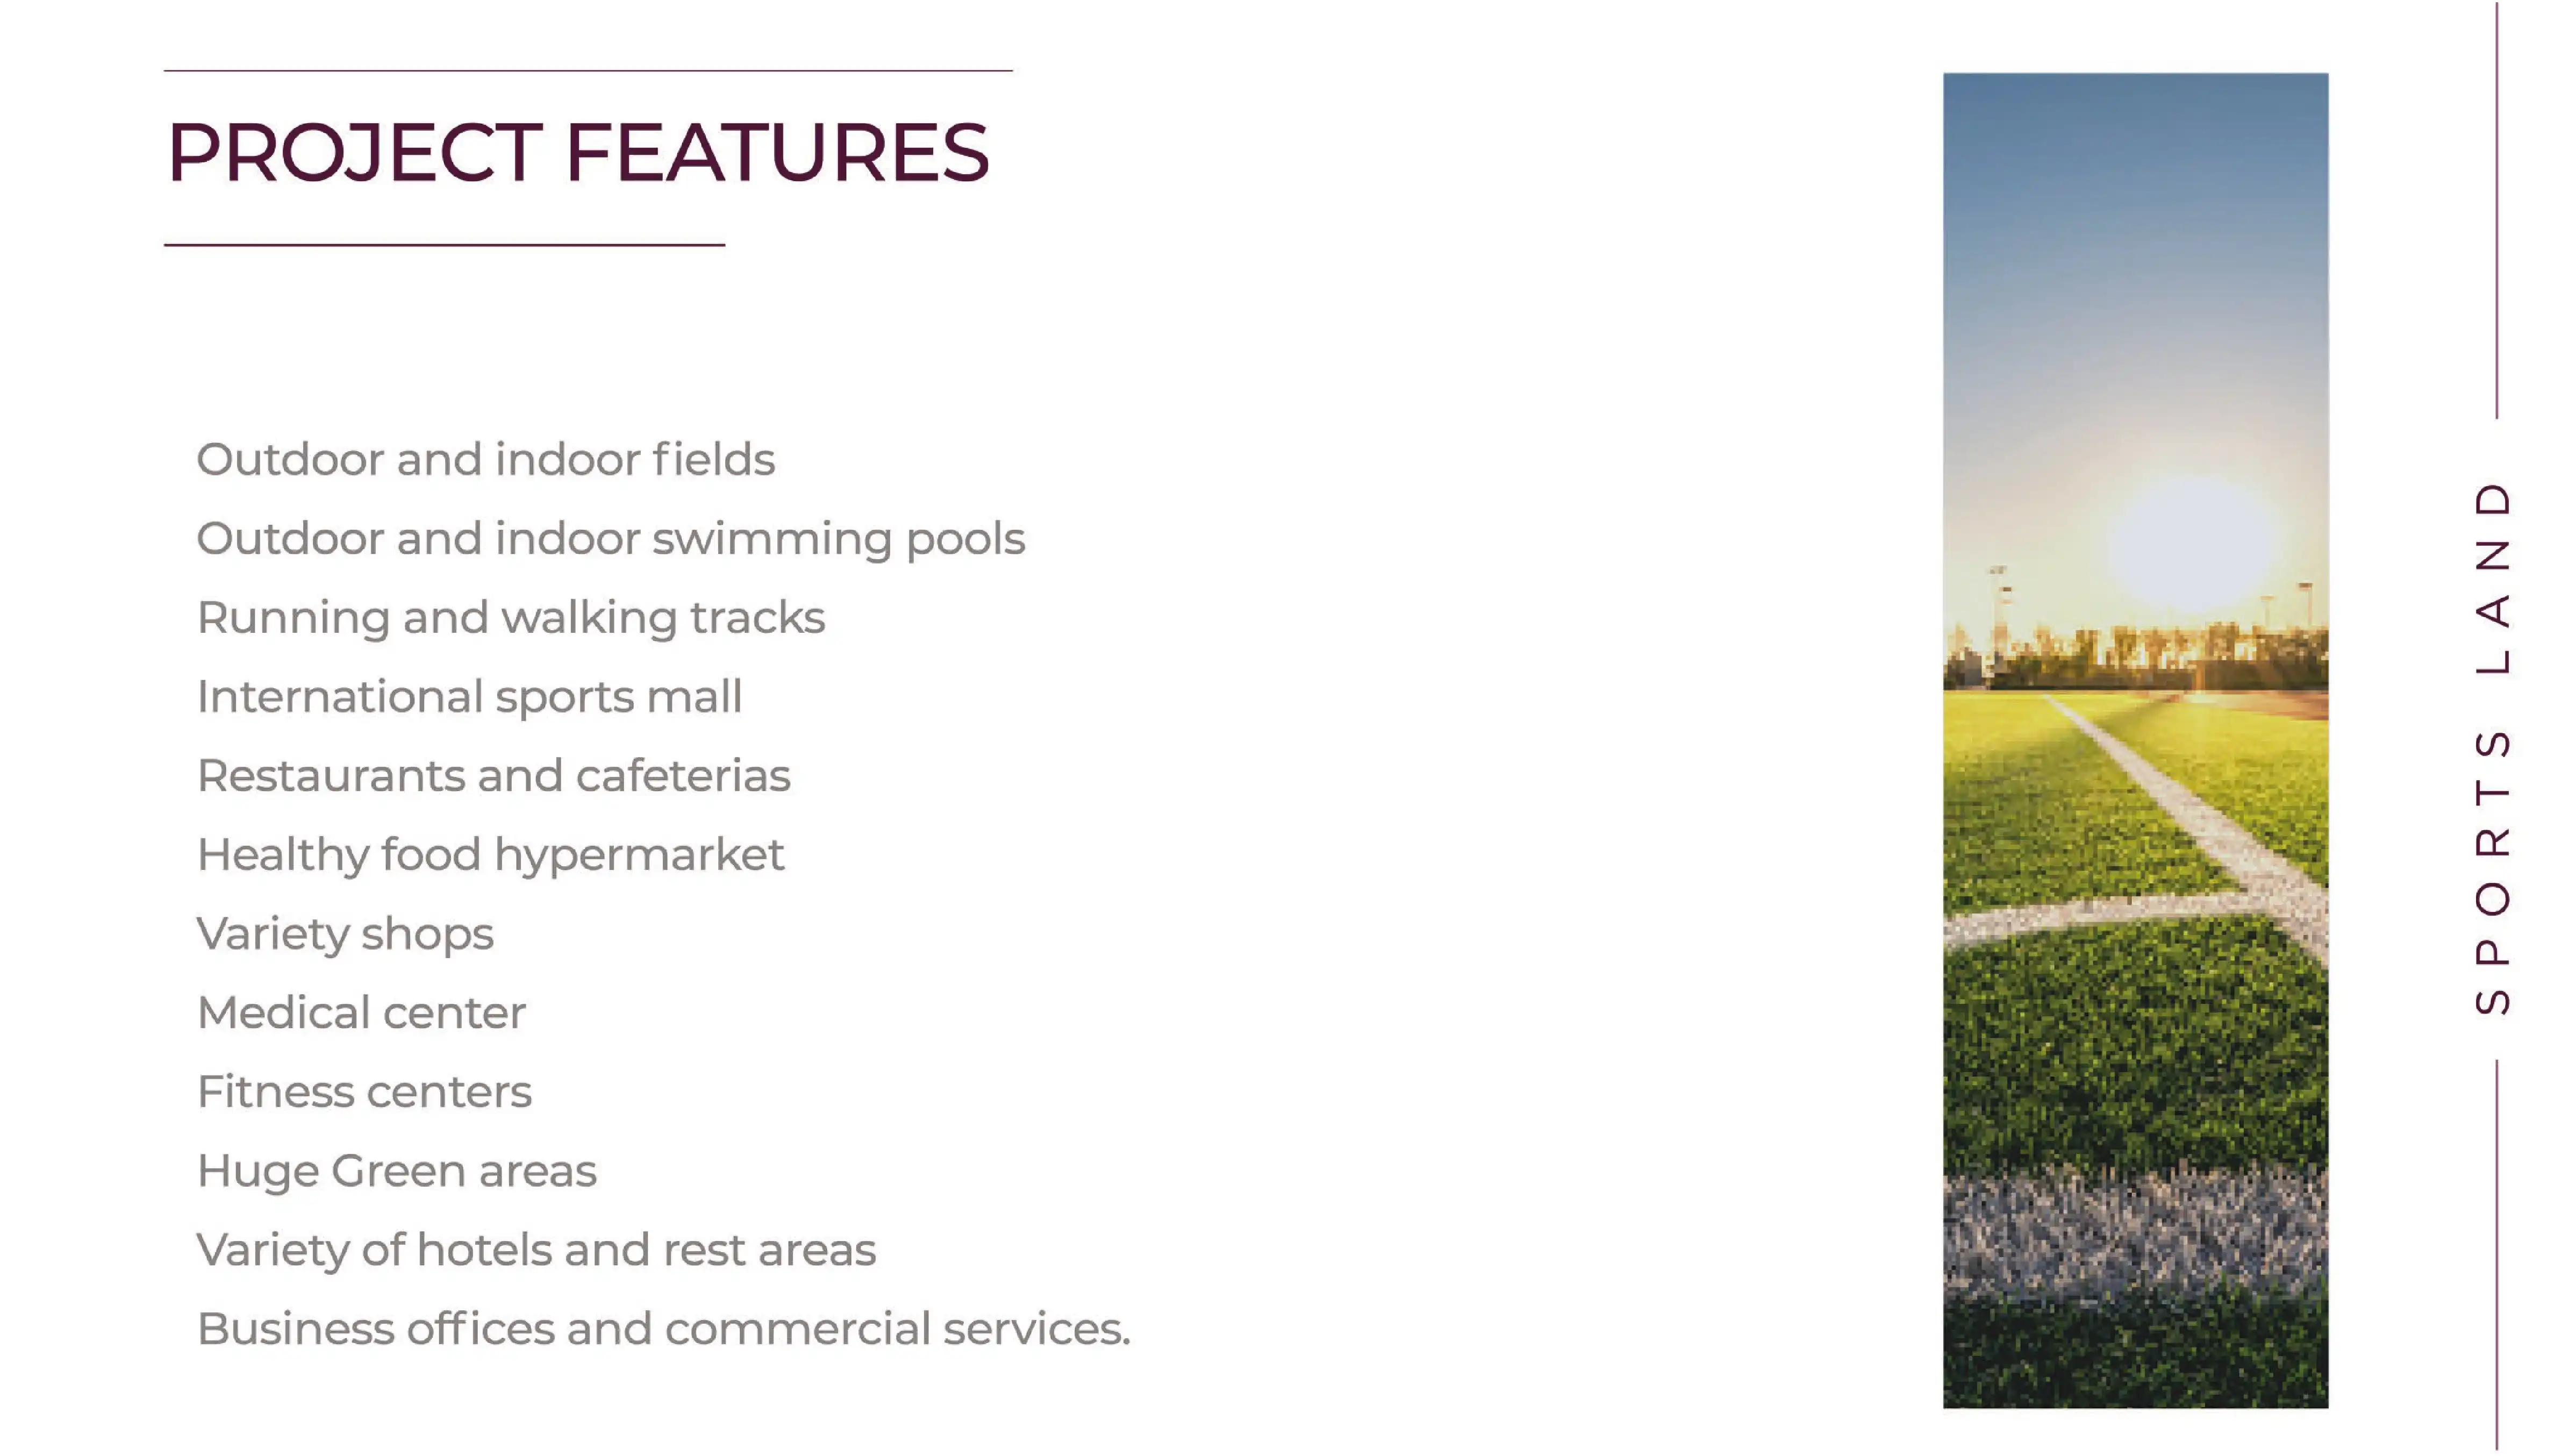 PROJECT FEATURES
Outdoor and indoor fields
Outdoor and indoor swimming pools
Running and walking tracks
International sports mall
Restaurants and cafeterias
Healthy food hypermarket
Variety shops
Medical center
Fitness centers
Huge Green areas
Variety of hotels and rest areas
Business offices and commercial services.
SPORTS LAND